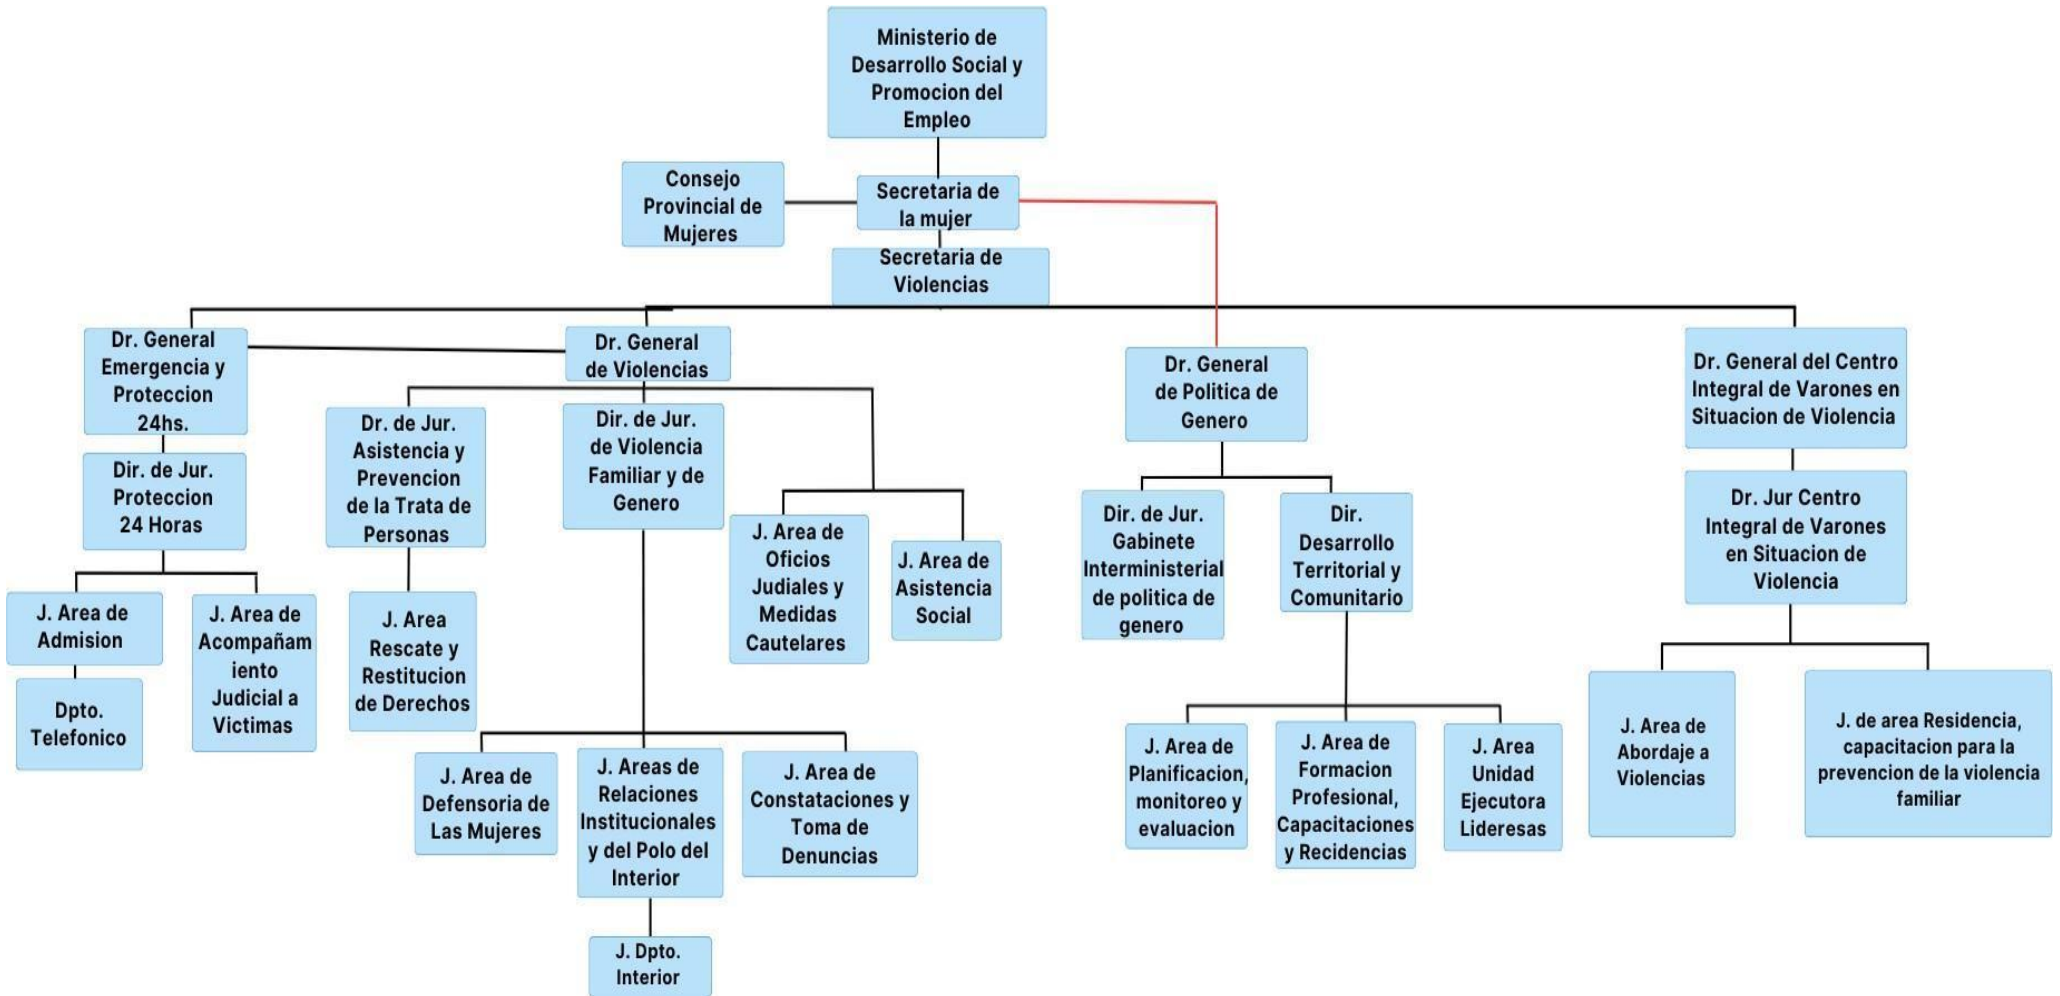 Ministerio de
Desarrollo Social y
Promocion del
Empleo
Consejo
Provincial de
Mujeres
Secretaria de
la mujer
Secretaria de
Violencias
Dr. General
Emergencia y
Proteccion
24hs.
Dr. General
de Violencias
Dr. General
de Politica de
Genero
Dr. General del Centro
Integral de Varones en
Situacion de Violencia
Dir. de Jur.
Proteccion
24 Horas
Dr. de Jur.
Asistencia y
Prevencion
de la Trata de
Personas
Dir. de Jur.
de Violencia
Familiar y de
Genero
J. Area de
Oficios
Judiales y
Medidas
Cautelares
J. Area de
Asistencia
Social
Dir. de Jur.
Gabinete
Interministerial
de politica de
genero
Dir.
Desarrollo
Territorial y
Comunitario
Dr. Jur Centro
Integral de Varones
en Situacion de
Violencia
J. Area de
Admision
J. Area de
Acompañam
iento
Judicial a
Victimas
J. Area
Rescate y
Restitucion
de Derechos
Dpto.
Telefonico
J. Area de
Defensoria de
Las Mujeres
J. Areas de
Relaciones
Institucionales
y del Polo del
Interior
J. Area de
Constataciones y
Toma de
Denuncias
J. Area de
Planificacion,
monitoreo y
evaluacion
J. Area de
Formacion
Profesional,
Capacitaciones
y Recidencias
J. Area
Unidad
Ejecutora
Lideresas
J. Area de
Abordaje a
Violencias
J. de area Residencia,
capacitacion para la
prevencion de la violencia
familiar
J. Dpto.
Interior